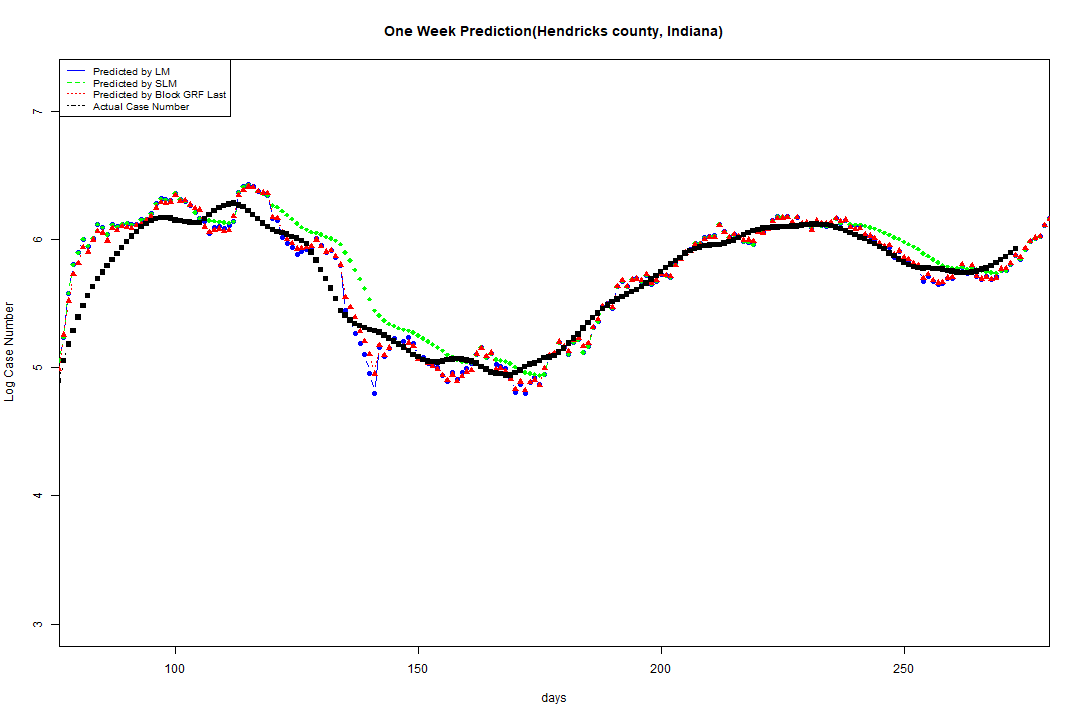 One Week Prediction(Hendricks county, Indiana)
Predicted by LM
Predicted by SLM
Predicted by Block GRF Last
Actual Case Number
Log Case Number
7
6
5
4
3
100 150 200 250
days